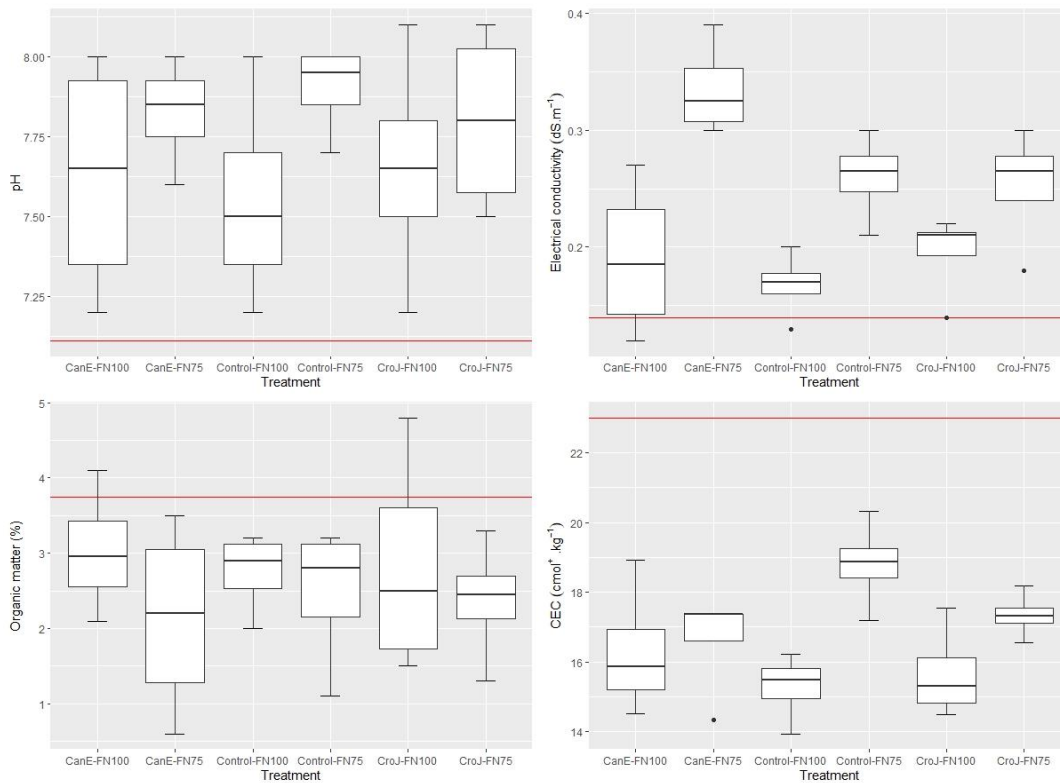 pH
8.00
7.75
7.50
7.25
CanE-FN100 CanE-FN75 Control-FN100 Control-FN75 CroJ-FN100 CroJ-FN75
Treatment
Electrical conductivity (dS.m⁻¹)
0.4
0.3
0.2
CanE-FN100 CanE-FN75 Control-FN100 Control-FN75 CroJ-FN100 CroJ-FN75
Treatment
Organic matter (%)
5
4
3
2
1
CanE-FN100 CanE-FN75 Control-FN100 Control-FN75 CroJ-FN100 CroJ-FN75
Treatment
CEC (cmol⁺ .kg⁻¹)
22
20
18
16
14
CanE-FN100 CanE-FN75 Control-FN100 Control-FN75 CroJ-FN100 CroJ-FN75
Treatment